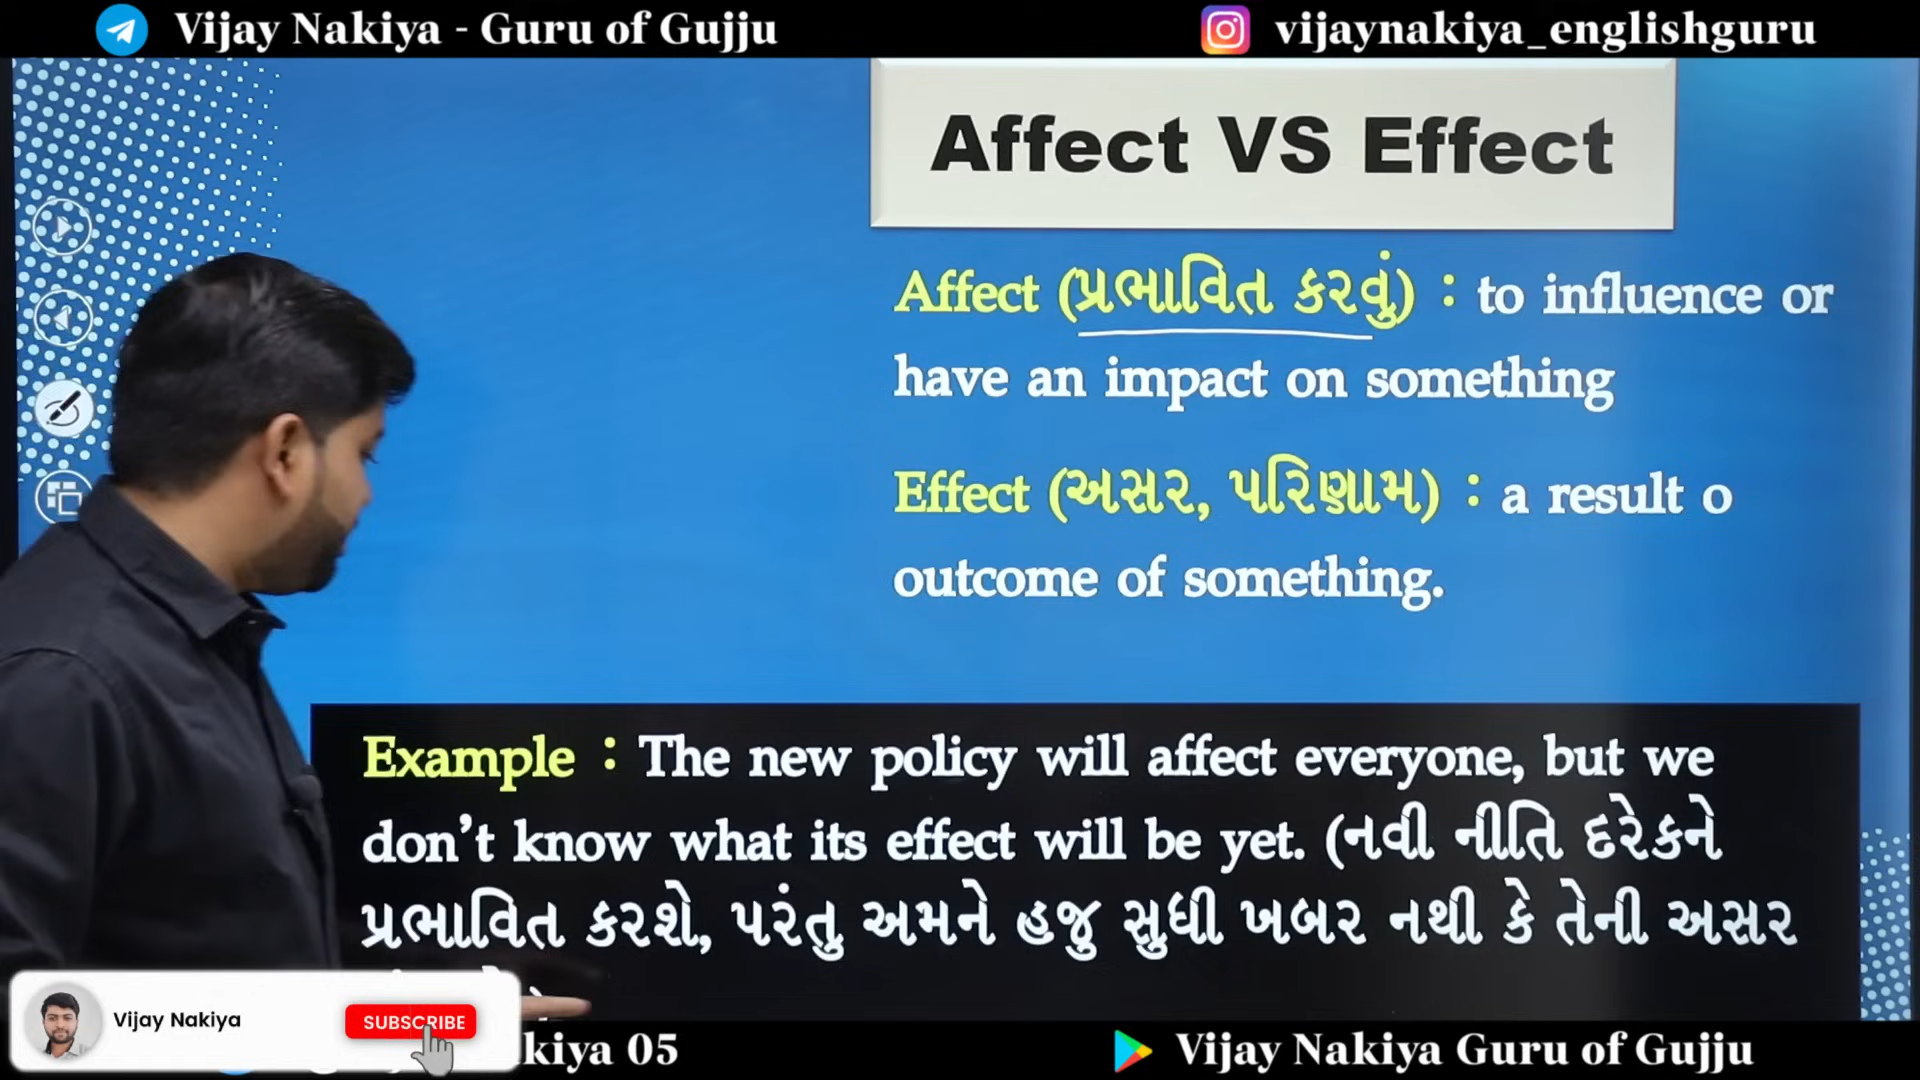 Vijay Nakiya - Guru of Gujju
vijaynakiya_englishguru
Affect VS Effect
Affect (પ્રભાવિત કરવું) : to influence or
have an impact on something
Effect (અસર, પરિણામ) : a result o
outcome of something.
Example : The new policy will affect everyone, but we
don't know what its effect will be yet. (નવી નીતિ દરેકને
પ્રભાવિત કરશે, પરંતુ અમને હજુ સુધી ખબર નથી કે તેની અસર
Vijay Nakiya
SUBSCRIBE
kiya 05
Vijay Nakiya Guru of Gujju